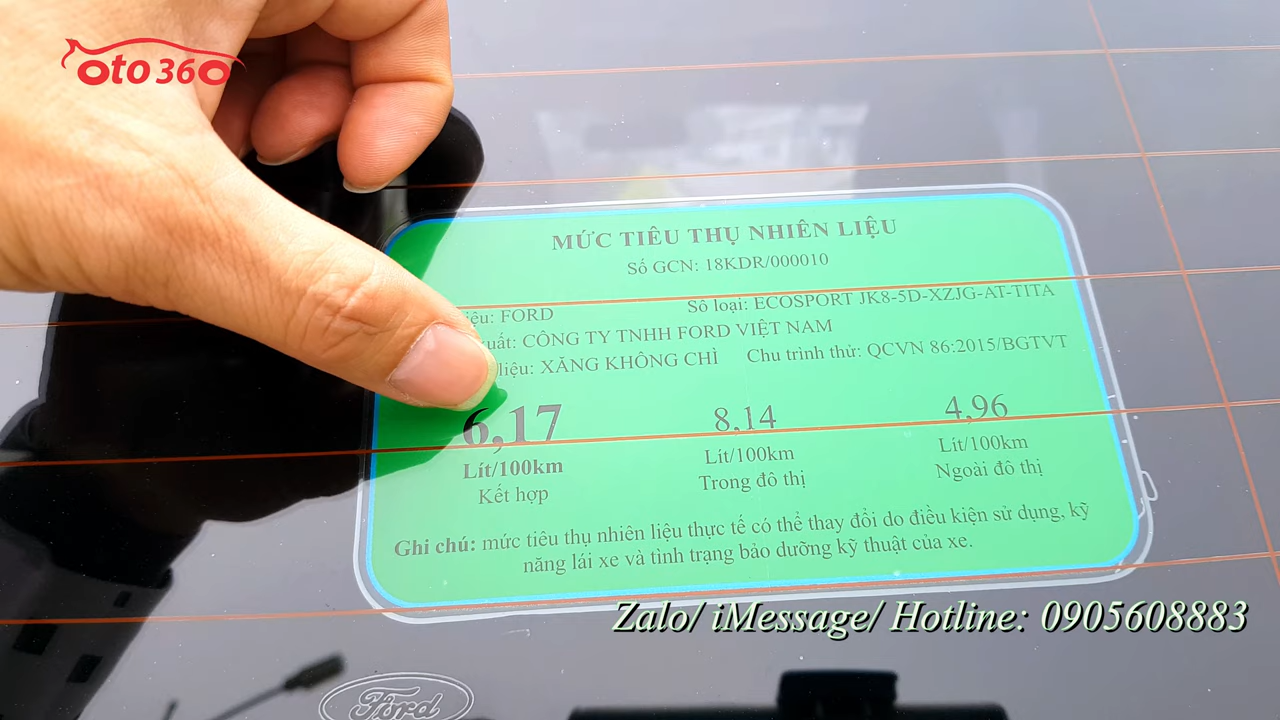 oto 360
MỨC TIÊU THỤ NHIÊN LIỆU
Số GCN: 18KDR/000010
FORD Số loại: ECOSPORT JK8-5D-XZJG-AT-TITA
CÔNG TY TNHH FORD VIỆT NAM
liệu: XĂNG KHÔNG CHÌ Chu trình thử: QCVN 86:2015/BGTVT
6,17 8,14 4,96
Lít/100km Lít/100km Lít/100km
Kết hợp Trong đô thị Ngoài đô thị
Ghi chú: mức tiêu thụ nhiên liệu thực tế có thể thay đổi do điều kiện sử dụng, kỹ
năng lái xe và tình trạng bảo dưỡng kỹ thuật của xe.
Zalo/ iMessage/ Hotline: 0905608883
Ford